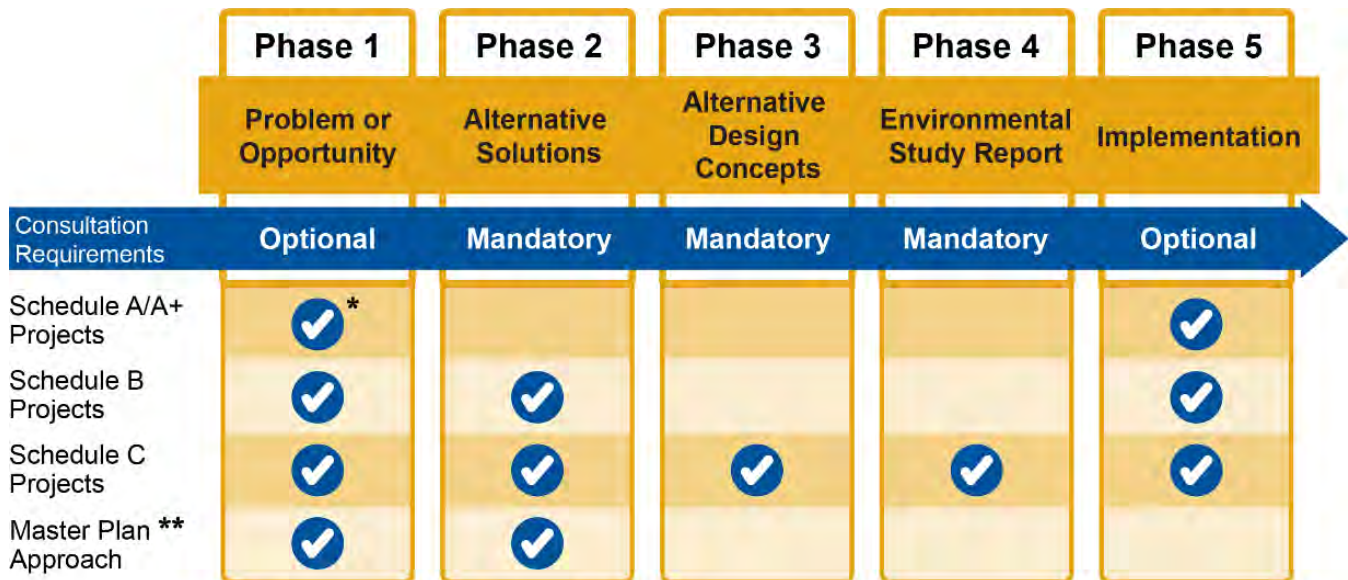 Phase 1
Phase 2
Phase 3
Phase 4
Phase 5
Problem or
Opportunity
Alternative
Solutions
Alternative
Design
Concepts
Environmental
Study Report
Implementation
Consultation
Requirements
Optional
Mandatory
Mandatory
Mandatory
Optional
Schedule A/A+
Projects
*
Schedule B
Projects
Schedule C
Projects
Master Plan **
Approach